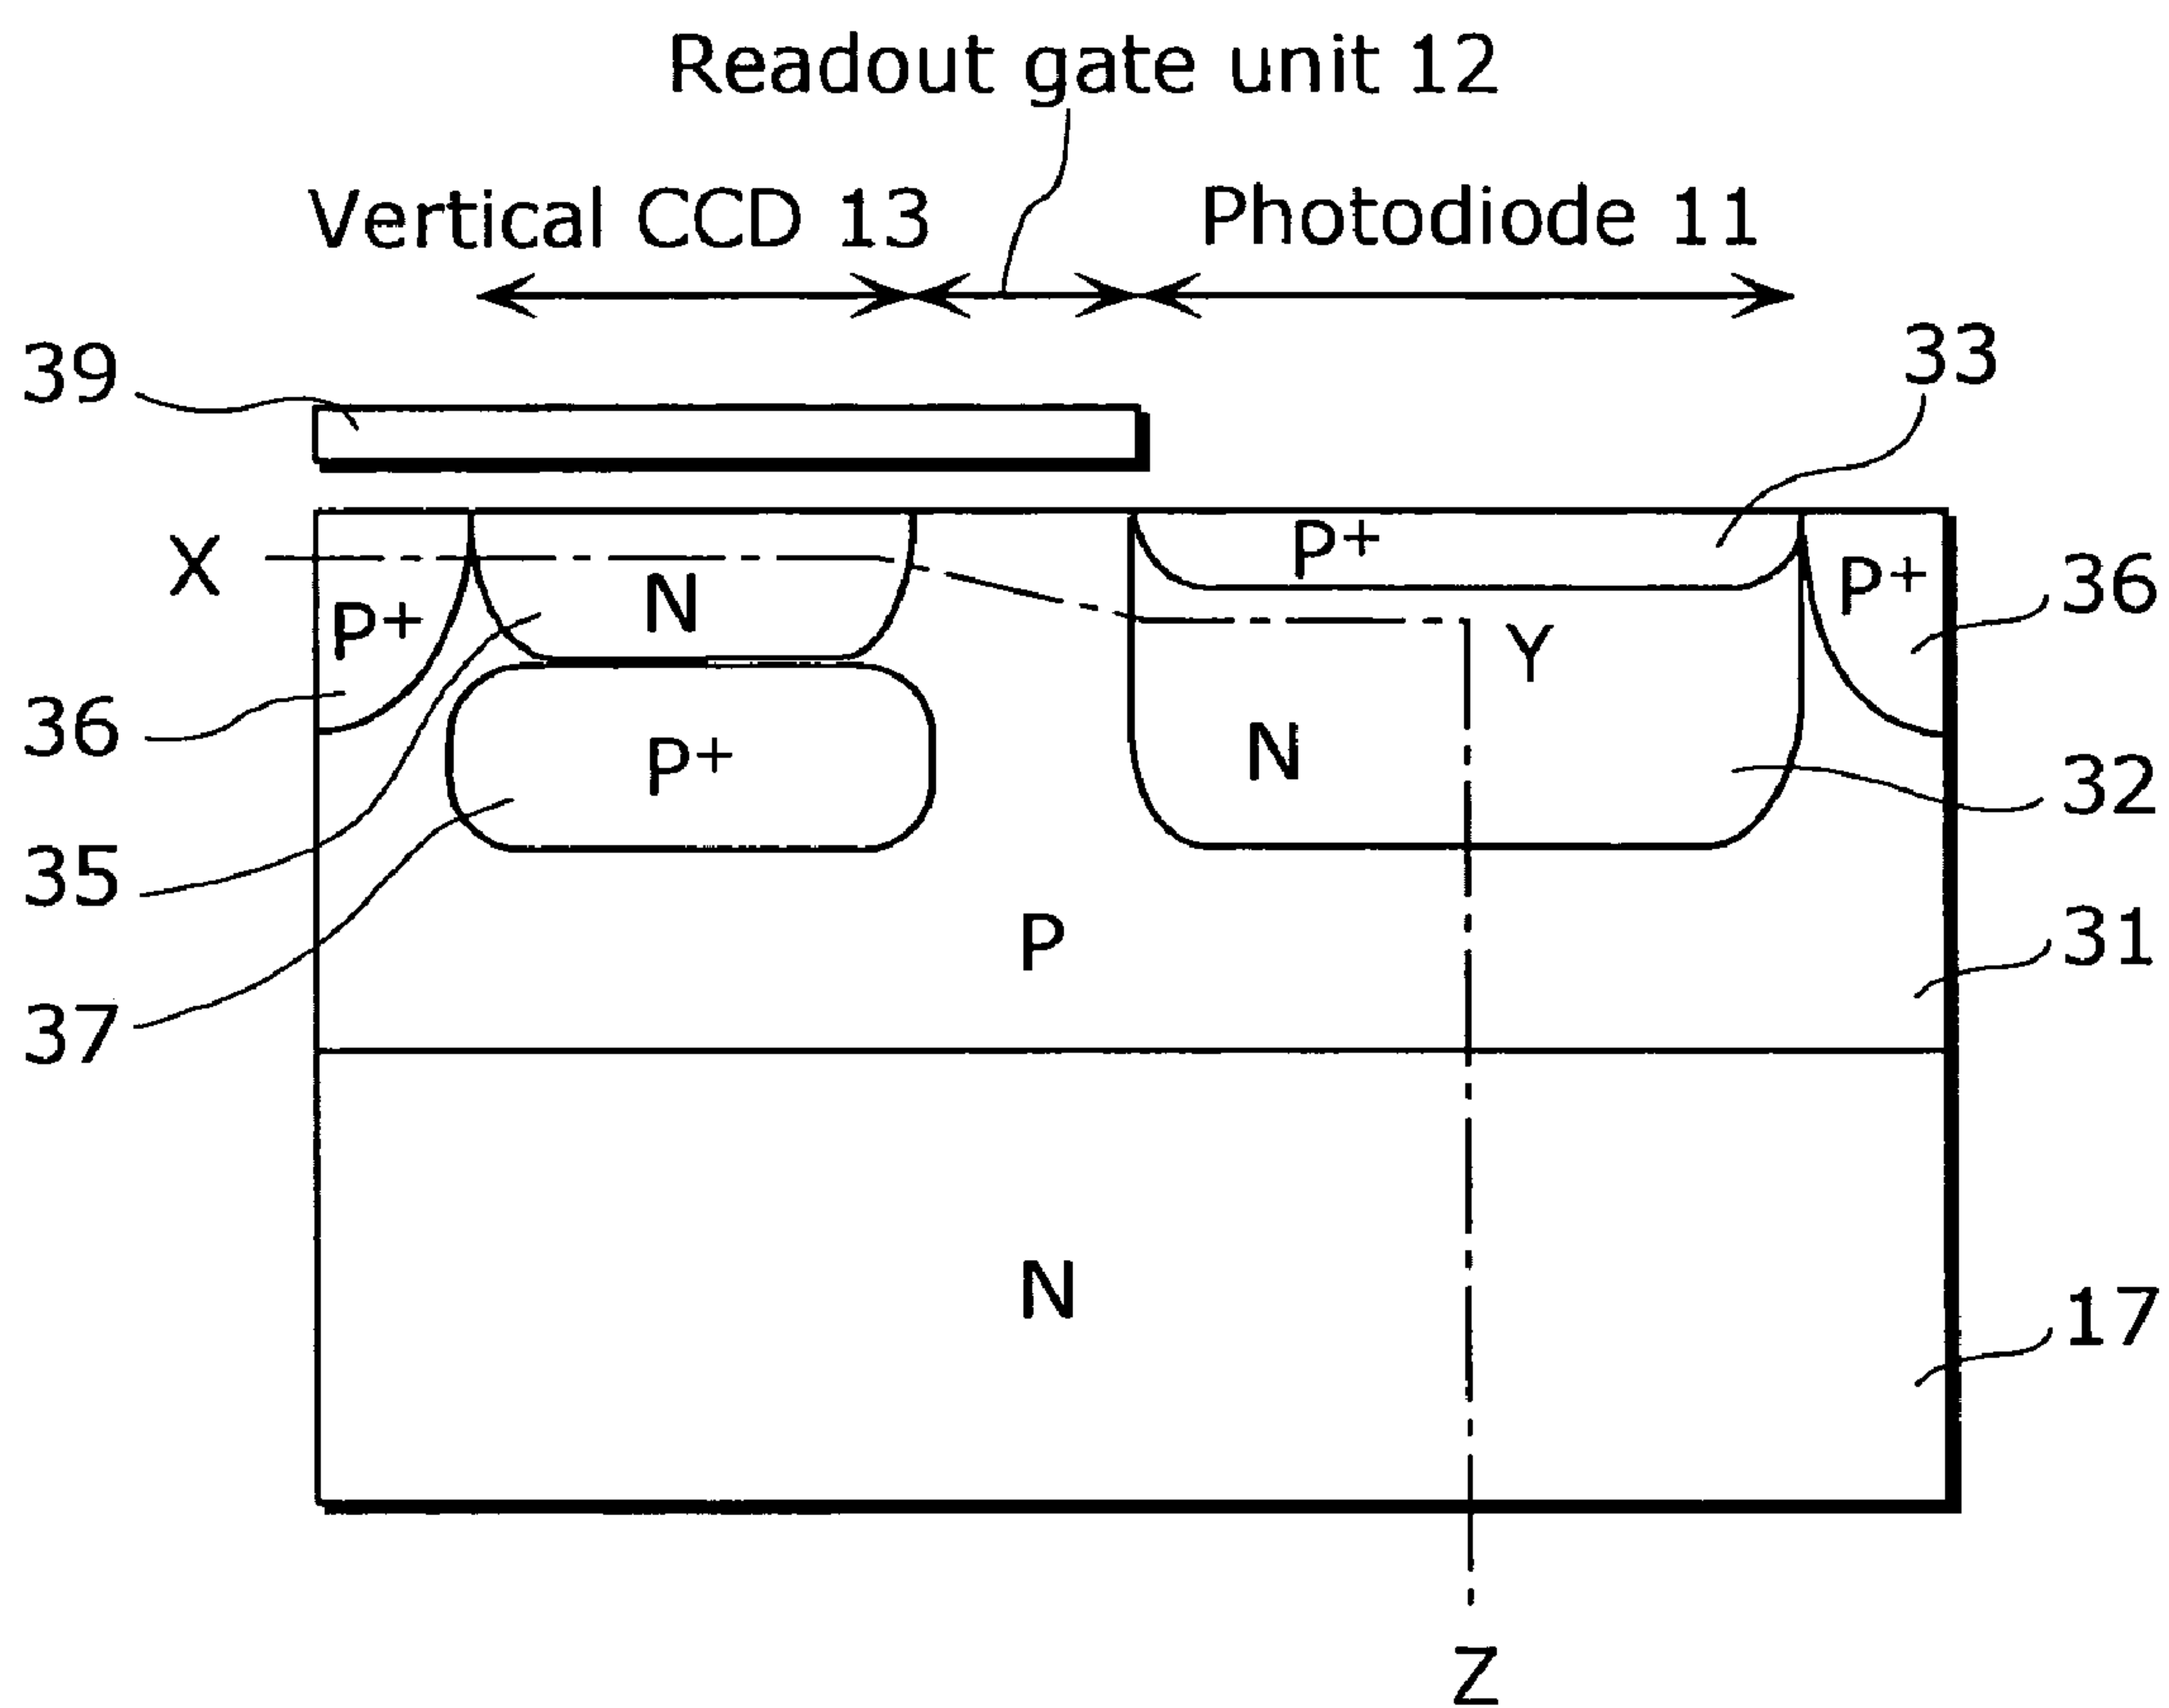 Readout gate unit 12
Vertical CCD 13
Photodiode 11
39
33
X
P+
N
P+
P+
36
Y
36
P+
N
32
35
P
31
37
N
17
Z